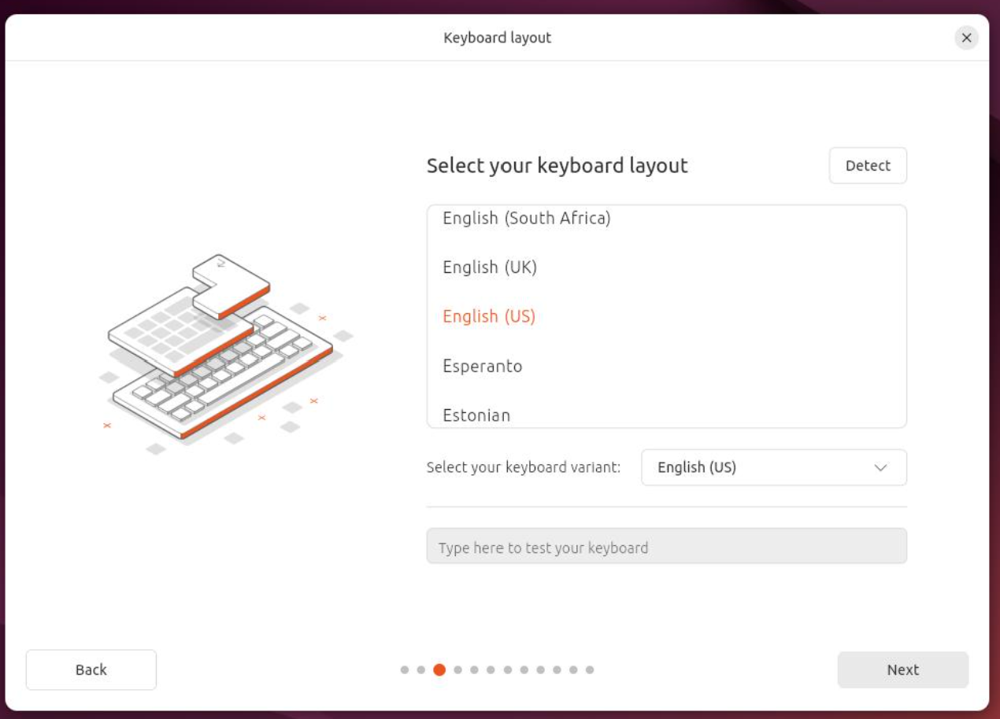 Keyboard layout
Select your keyboard layout
Detect
English (South Africa)
English (UK)
English (US)
Esperanto
Estonian
Select your keyboard variant:
English (US)
Type here to test your keyboard
Back
Next